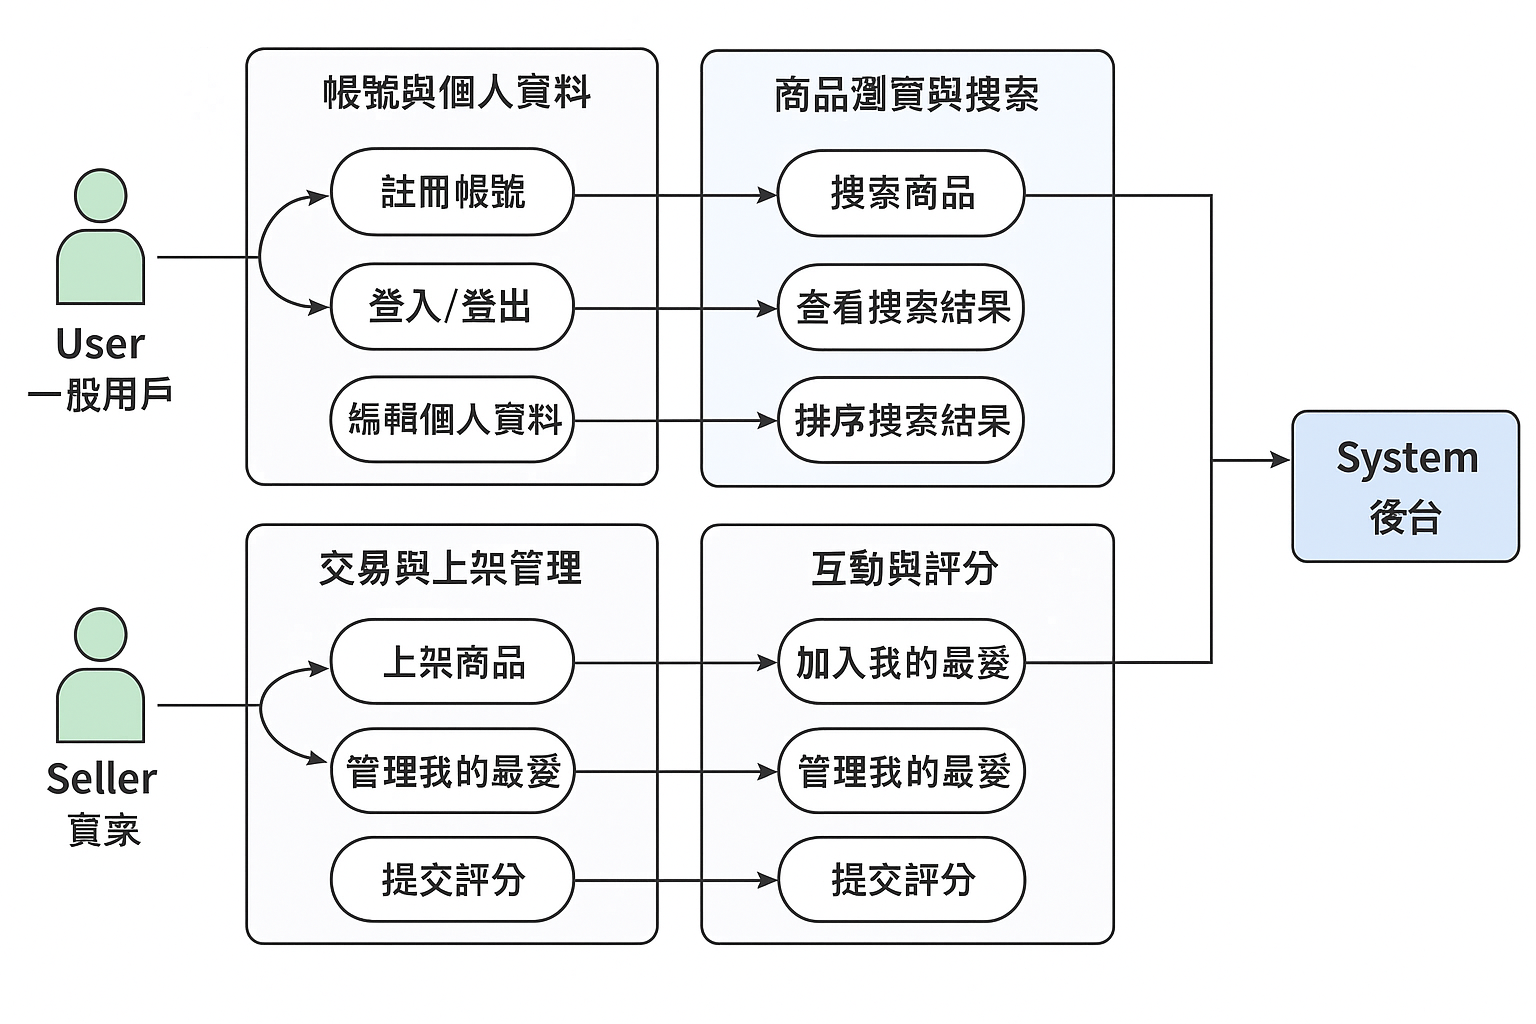 帳號與個人資料
註冊帳號
登入/登出
編輯個人資料
商品瀏覽與搜索
搜索商品
查看搜索結果
排序搜索結果
User
一般用戶
System
後台
交易與上架管理
上架商品
管理我的最愛
提交評分
互動與評分
加入我的最愛
管理我的最愛
提交評分
Seller
賣家